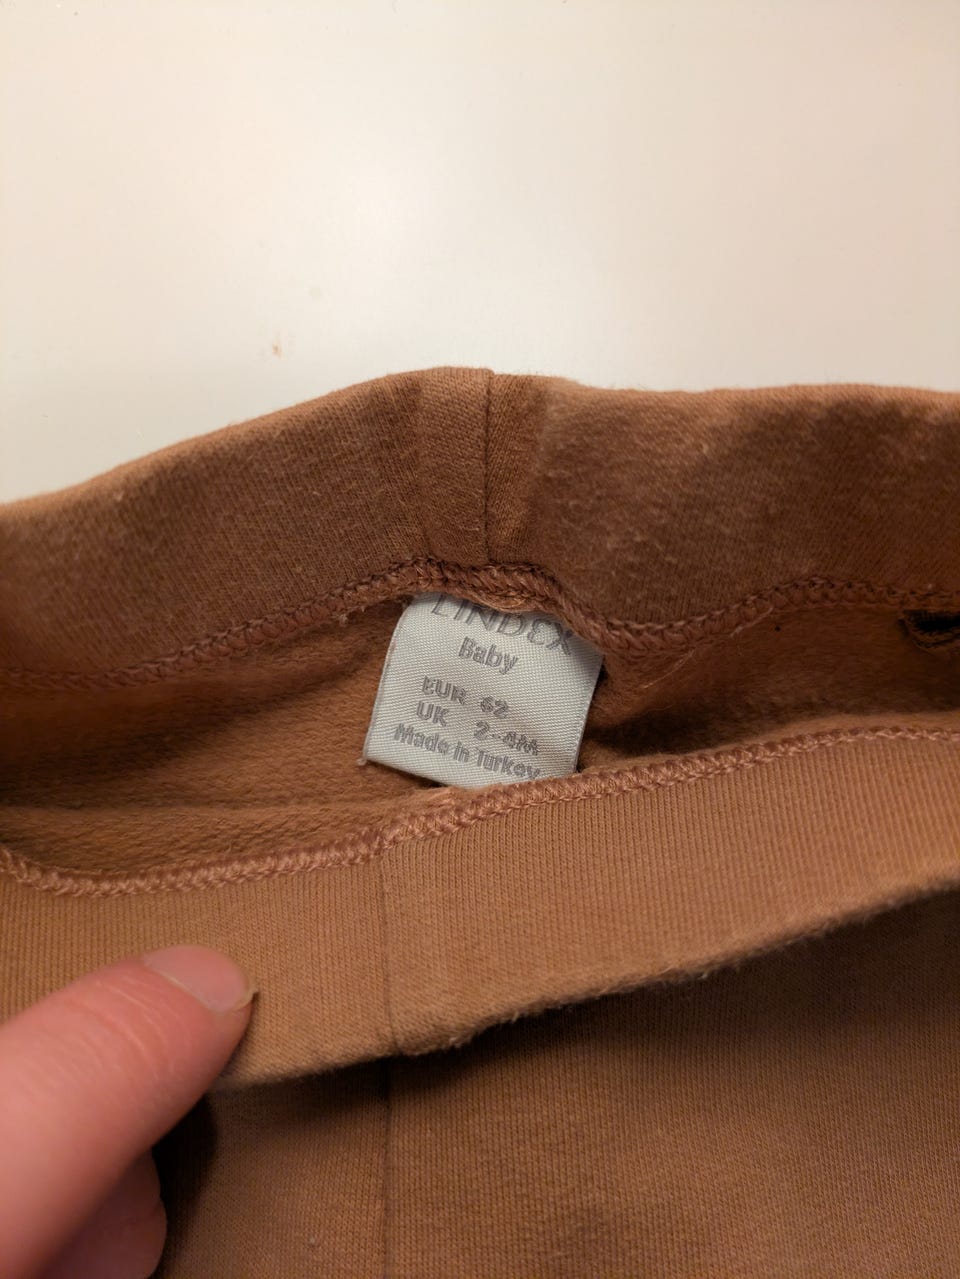 LINDEX
Baby
EUR 62
UK 2-4M
Made in Turkey